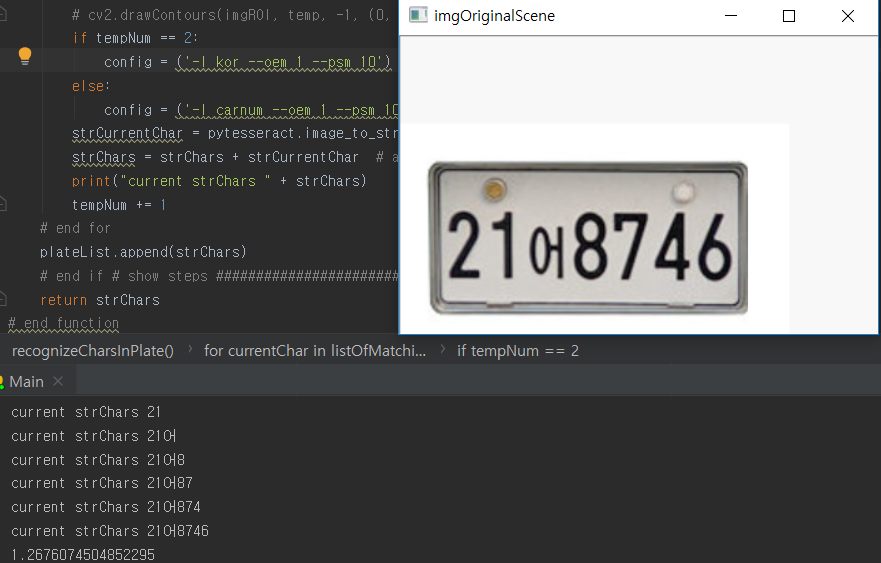 # cv2.drawContours(imgROI, temp, -1, (0,
if tempNum == 2:
config = ('-l kor --oem 1 --psm 10')
else:
config = ('-l carnum --oem 1 --psm 10
strCurrentChar = pytesseract.image_to_str
strChars = strChars + strCurrentChar # a
print("current strChars " + strChars)
tempNum += 1
# end for
plateList.append(strChars)
# end if # show steps #######################
return strChars
# end function
imgOriginalScene
21어8746
recognizeCharsInPlate() › for currentChar in listOfMatchi... › if tempNum == 2
Main
current strChars 21
current strChars 21어
current strChars 21어8
current strChars 21어87
current strChars 21어874
current strChars 21어8746
1.2676074504852295